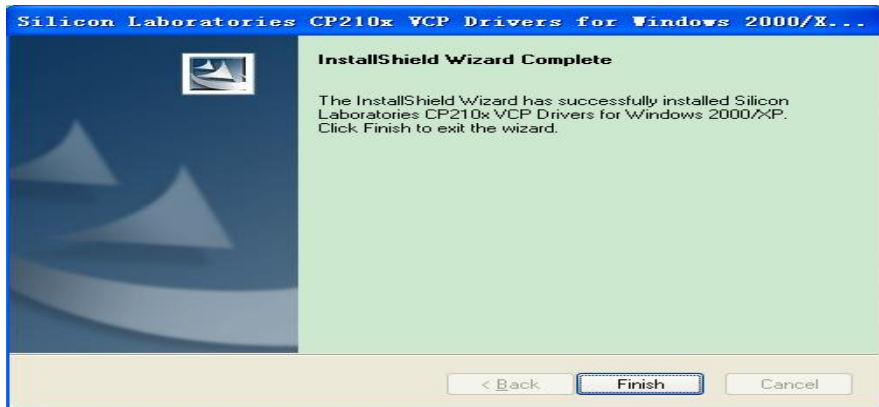 Silicon Laboratories CP210x VCP Drivers for Windows 2000/X...
InstallShield Wizard Complete
The InstallShield Wizard has successfully installed Silicon
Laboratories CP210x VCP Drivers for Windows 2000/XP.
Click Finish to exit the wizard.
< Back
Finish
Cancel